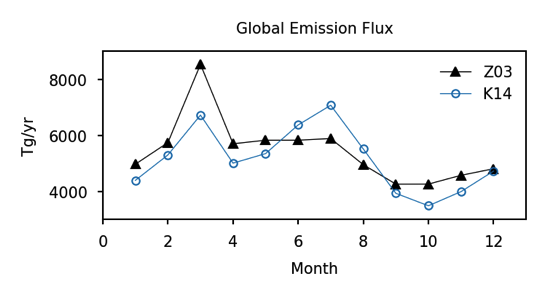 Global Emission Flux
Z03
K14
Tg/yr
8000
6000
4000
0 2 4 6 8 10 12
Month